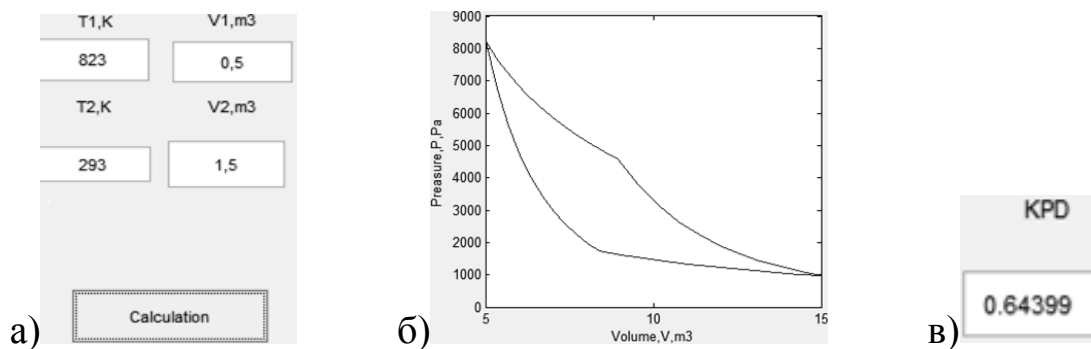 T1,K V1,m3
823 0,5
T2,K V2,m3
293 1,5
Calculation
а)
9000
8000
7000
6000
5000
4000
3000
2000
1000
0
Preasure,P,Pa
5 10 15
Volume,V,m3
б)
KPD
0.64399
в)